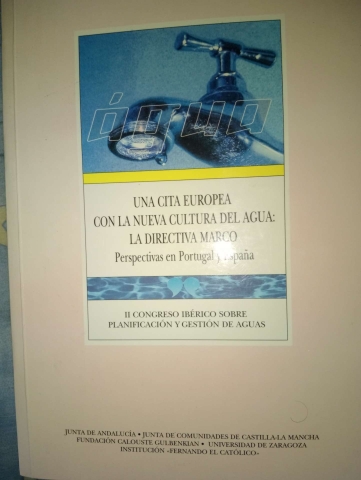 água
UNA CITA EUROPEA
CON LA NUEVA CULTURA DEL AGUA:
LA DIRECTIVA MARCO
Perspectivas en Portugal y España
II CONGRESO IBÉRICO SOBRE
PLANIFICACIÓN Y GESTIÓN DE AGUAS
JUNTA DE ANDALUCÍA • JUNTA DE COMUNIDADES DE CASTILLA-LA MANCHA
FUNDACIÓN CALOUSTE GULBENKIAN • UNIVERSIDAD DE ZARAGOZA
INSTITUCIÓN «FERNANDO EL CATÓLICO»